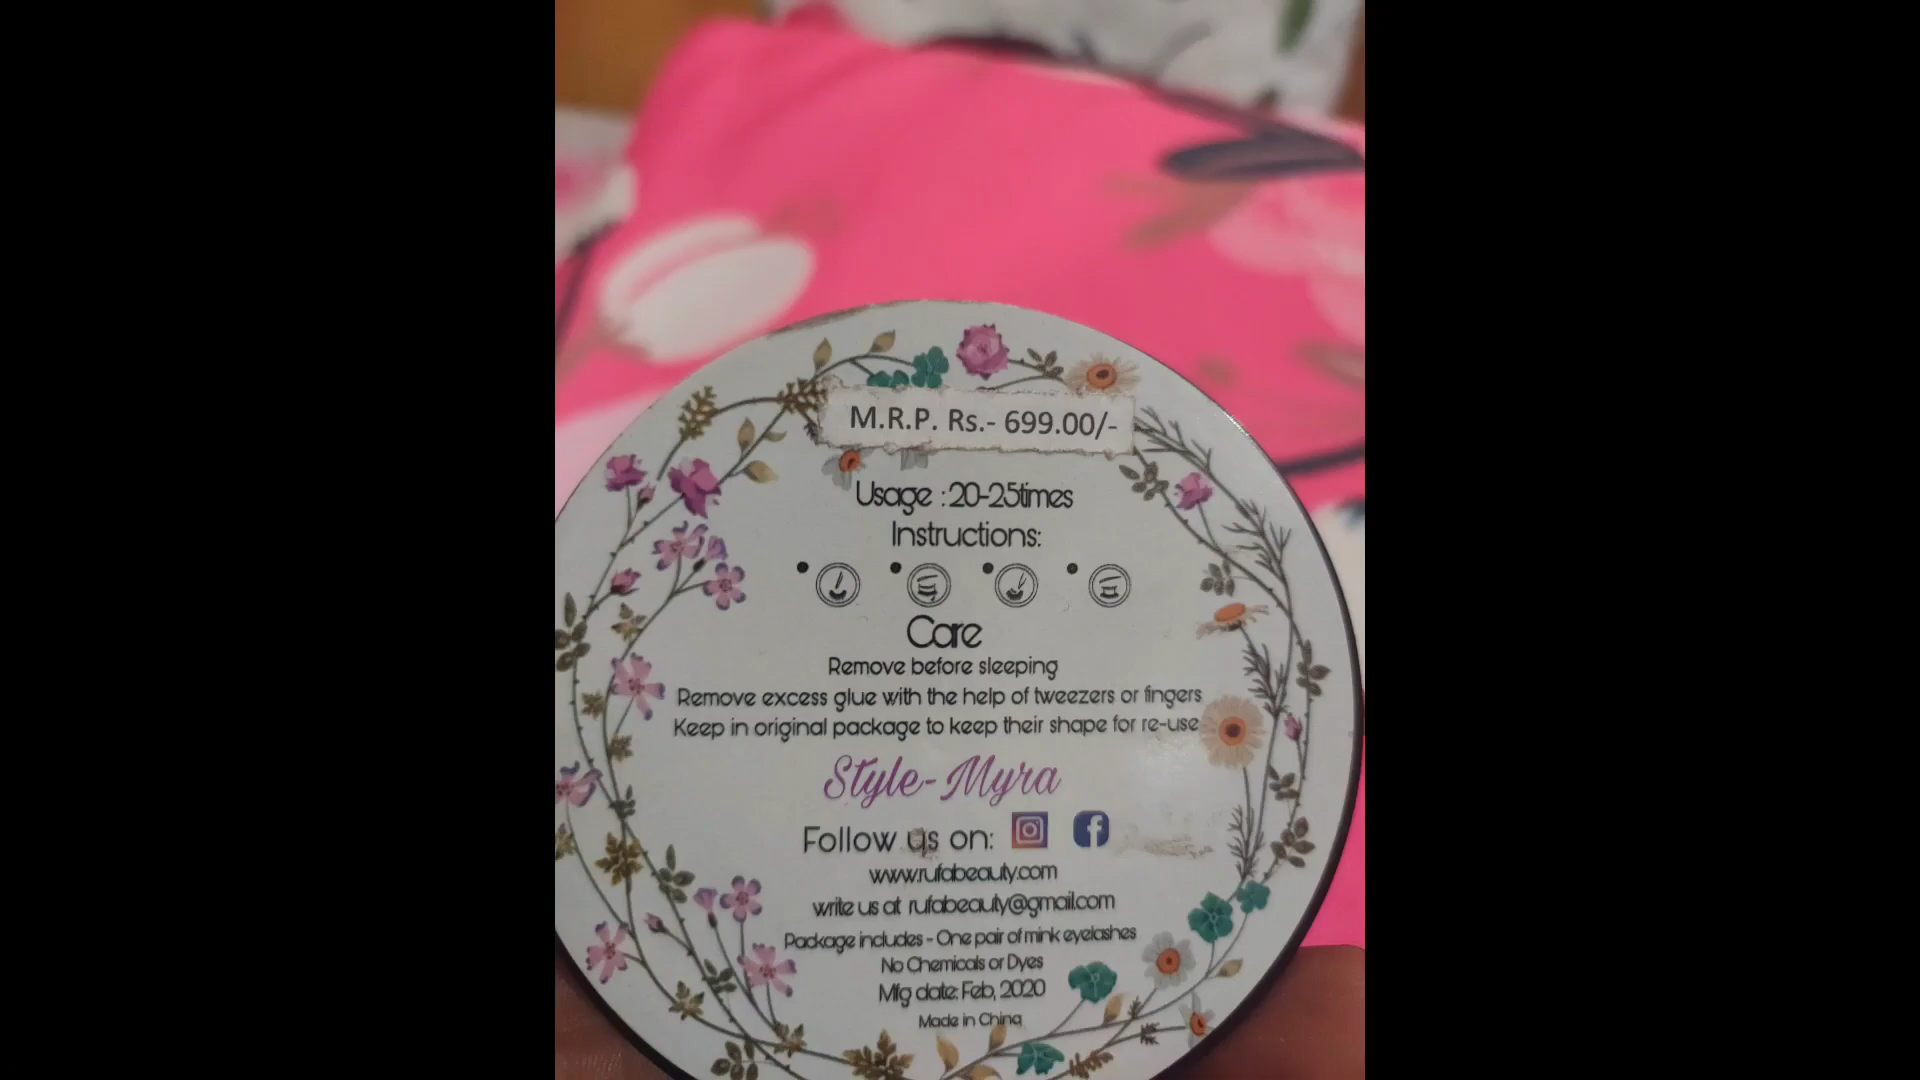 M.R.P. Rs.- 699.00/-
Usage : 20-25times
Instructions:
Care
Remove before sleeping
Remove excess glue with the help of tweezers or fingers
Keep in original package to keep their shape for re-use
Style-Myra
Follow us on:
www.rufabeauty.com
write us at rufabeauty@gmail.com
Package includes - One pair of mink eyelashes
No Chemicals or Dyes
Mfg date: Feb, 2020
Made in China